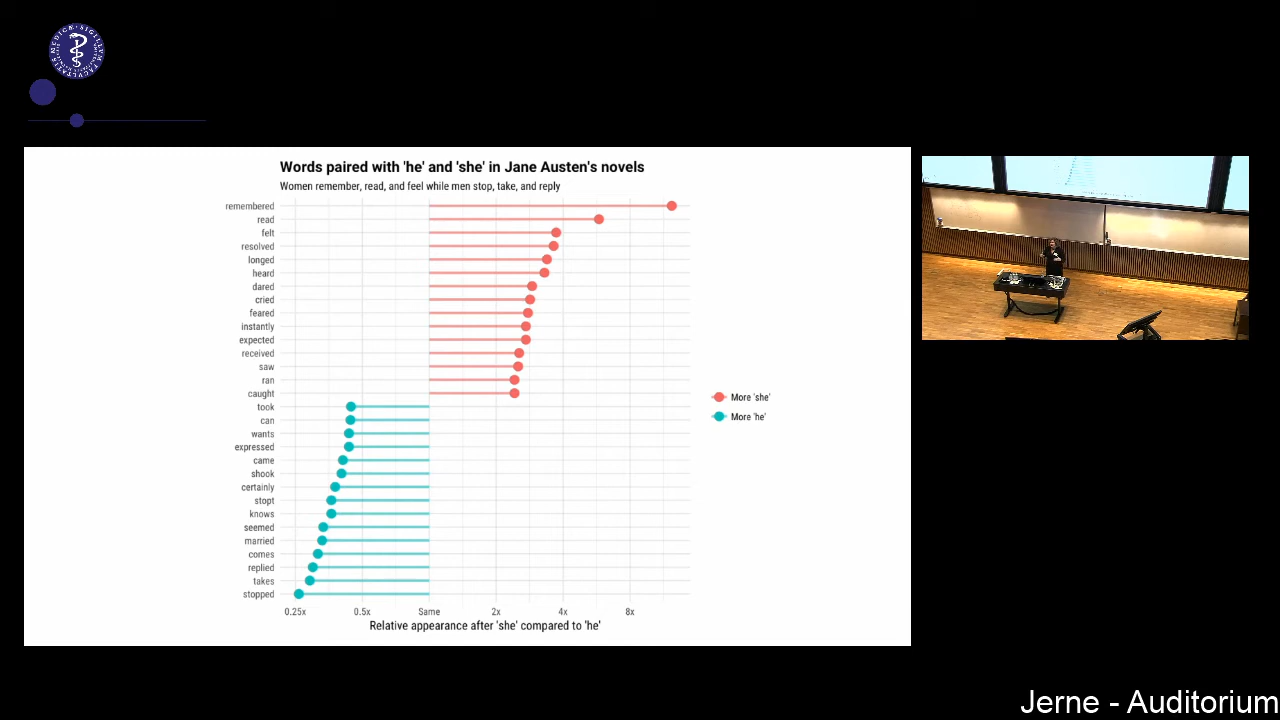 Words paired with 'he' and 'she' in Jane Austen's novels
Women remember, read, and feel while men stop, take, and reply
remembered
read
felt
resolved
longed
heard
dared
cried
feared
instantly
expected
received
saw
ran
caught
took
can
wants
expressed
came
shook
certainly
stopt
knows
seemed
married
comes
replied
takes
stopped
0.25x 0.5x Same 2x 4x 8x
Relative appearance after 'she' compared to 'he'
More 'she'
More 'he'
Jerne - Auditorium